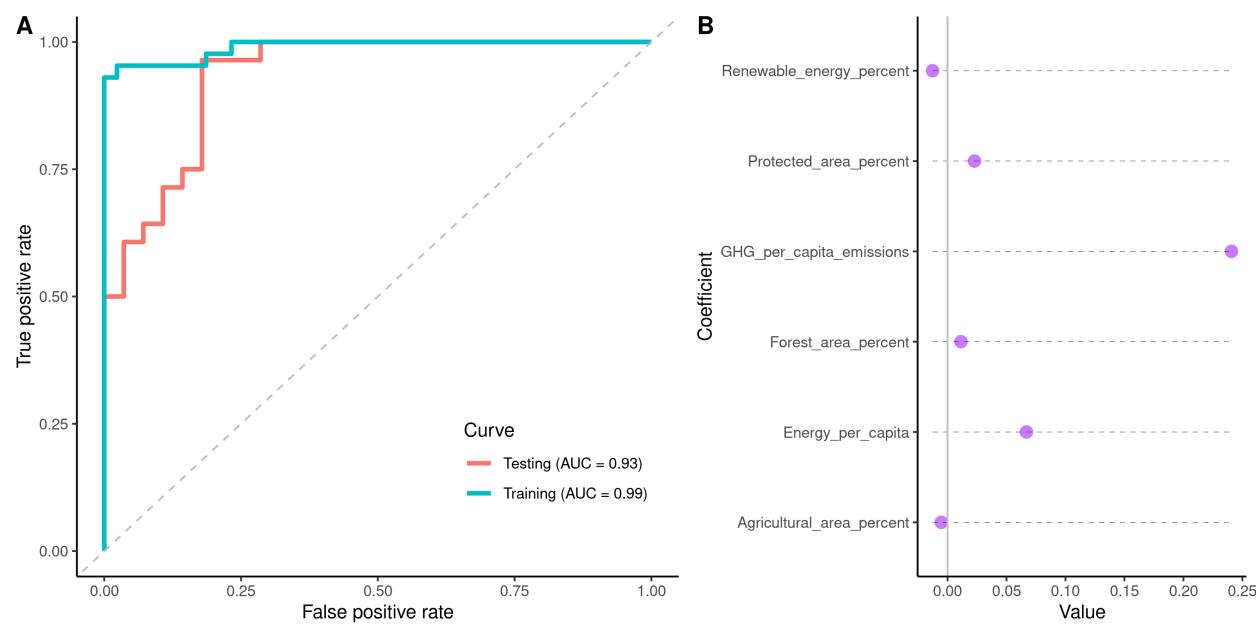 A
True positive rate
1.00
0.75
0.50
0.25
0.00
0.00 0.25 0.50 0.75 1.00
False positive rate
Curve
Testing (AUC = 0.93)
Training (AUC = 0.99)
B
Coefficient
Renewable_energy_percent
Protected_area_percent
GHG_per_capita_emissions
Forest_area_percent
Energy_per_capita
Agricultural_area_percent
0.00 0.05 0.10 0.15 0.20 0.25
Value